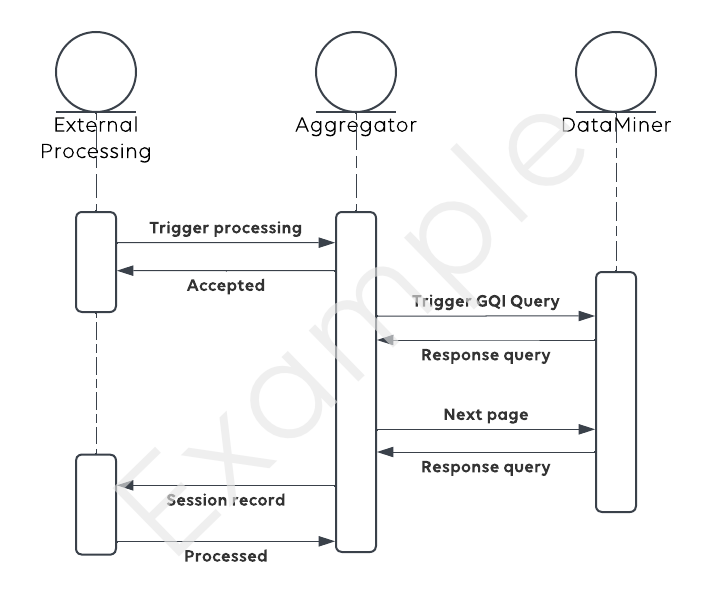 External
Processing
Aggregator
DataMiner
Trigger processing
Accepted
Trigger GQI Query
Response query
Next page
Response query
Session record
Processed
Example